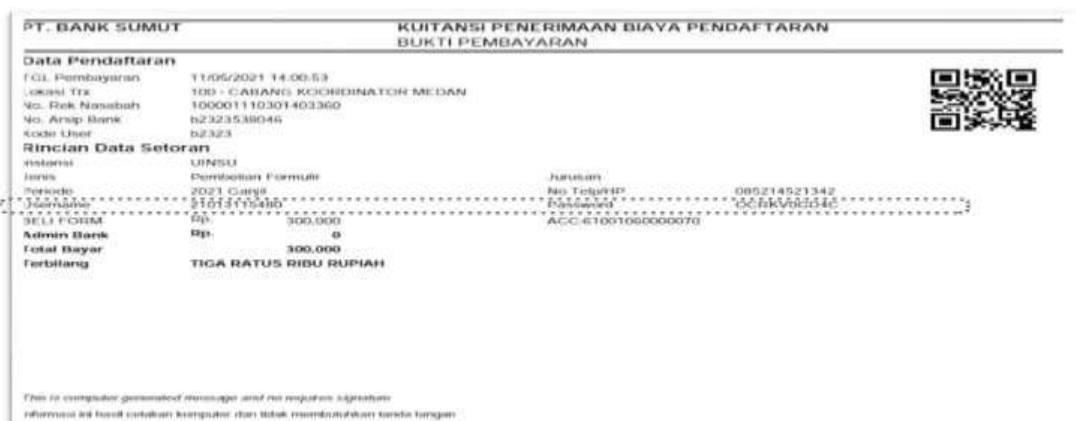 PT. BANK SUMUT KUITANSI PENERIMAAN BIAYA PENDAFTARAN
BUKTI PEMBAYARAN
Data Pendaftaran
TGL Pembayaran 11/05/2021 14:00:53
Lokasi Trx 100 - CABANG KOORDINATOR MEDAN
No. Rek Nasabah 100001110301403360
No. Arsip Bank b2323538046
Kode User b2323
Rincian Data Setoran
Instansi UINSU
Jenis Pembelian Formulir Jurusan
Periode 2021 Ganjil No Telp/HP 085214521342
Username 21013115480 Password
BELI FORM Rp. 300.000 ACC:61001060000070
Admin Bank Rp. 0
Total Bayar 300.000
Terbilang TIGA RATUS RIBU RUPIAH
This is computer generated message and no requires signature
Informasi ini hasil cetakan komputer dan tidak membutuhkan tanda tangan